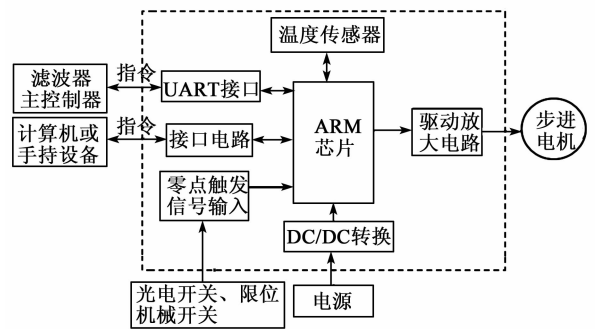 温度传感器
滤波器
主控制器
指令
UART接口
计算机或
手持设备
指令
接口电路
ARM
芯片
驱动放
大电路
步进
电机
零点触发
信号输入
DC/DC转换
光电开关、限位
机械开关
电源